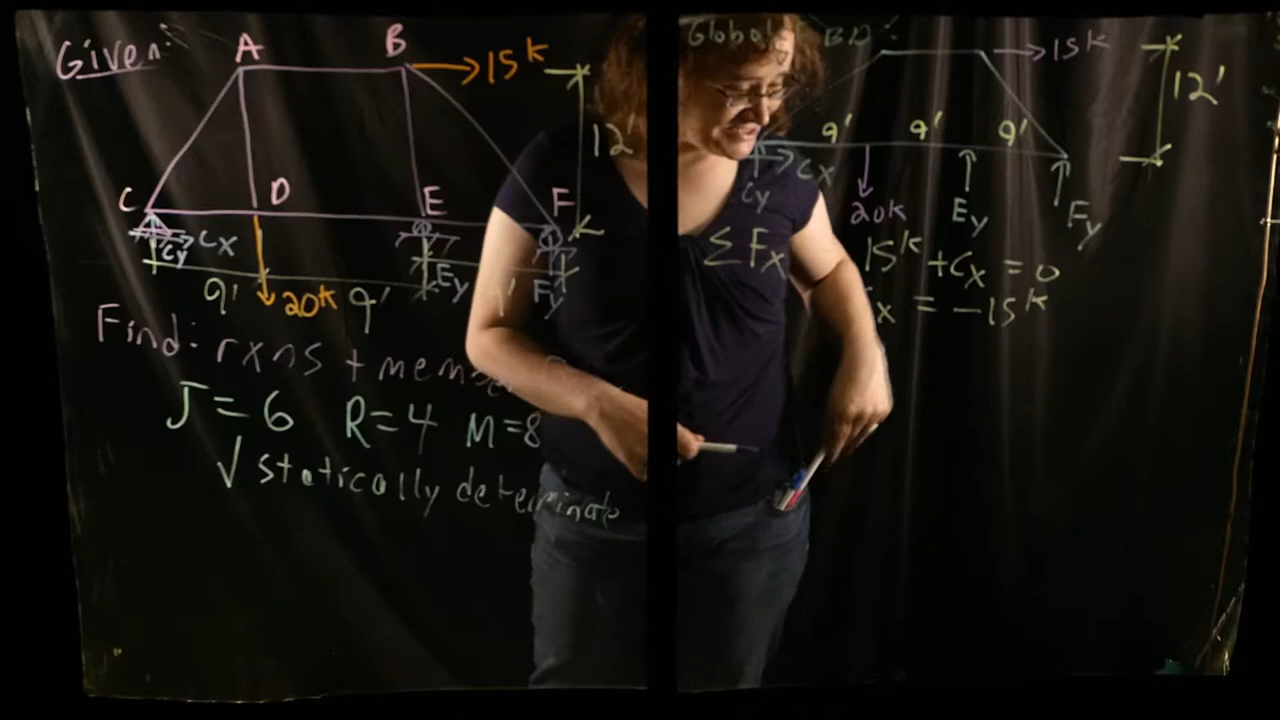 Given:
A
B
15k
12'
C
D
E
F
Cx
Cy
Ey
Fy
9'
20k
9'
Find: rxns + mem
J=6 R=4 M=8
√ statically determinate
Global BD:
15k
12'
9'
9'
9'
Cx
Cy
20k
Ey
Fy
ΣFx
15k + Cx = 0
x = -15k